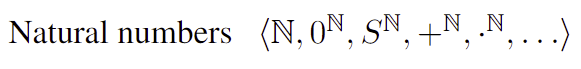 Natural numbers ⟨ℕ, 0^ℕ, S^ℕ, +^ℕ, ·^ℕ, . . .⟩